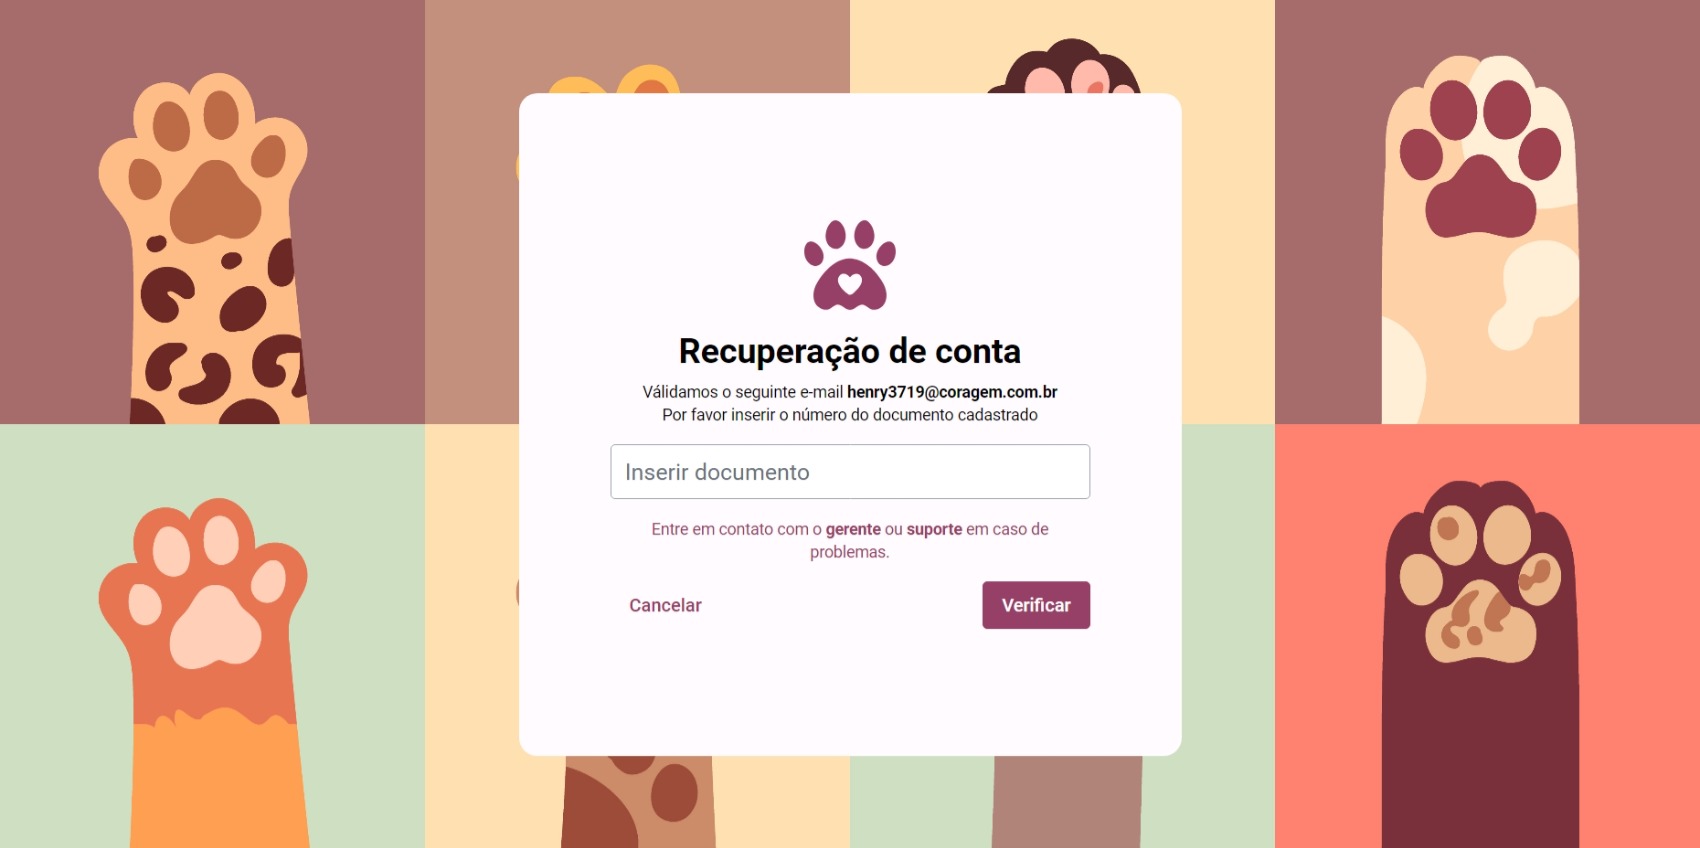 Recuperação de conta
Válidamos o seguinte e-mail henry3719@coragem.com.br
Por favor inserir o número do documento cadastrado
Inserir documento
Entre em contato com o gerente ou suporte em caso de
problemas.
Cancelar
Verificar